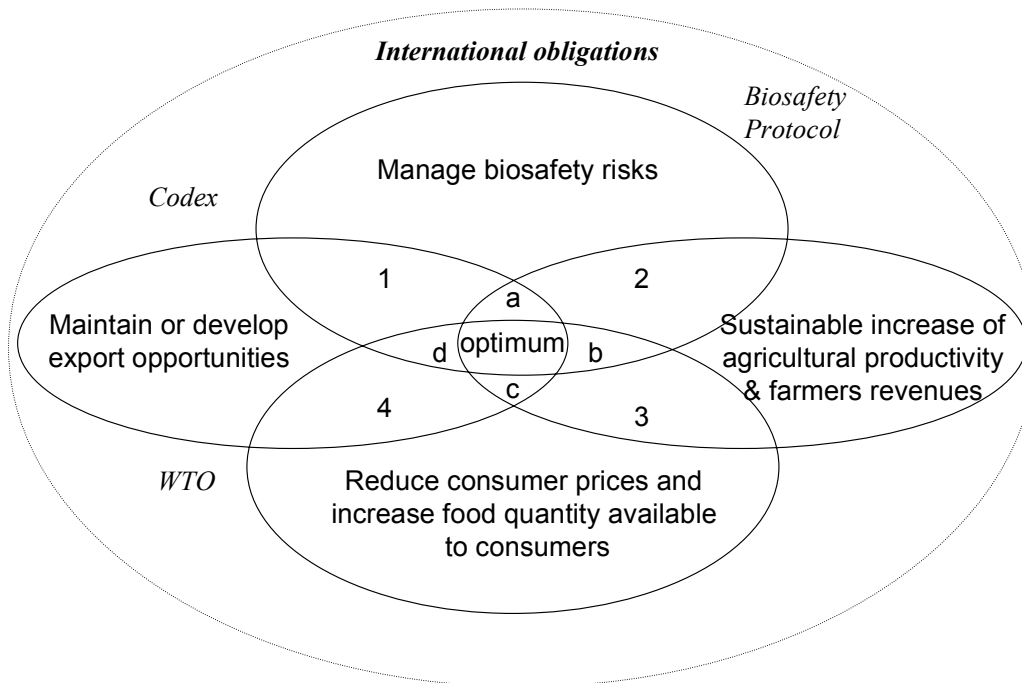 International obligations
Biosafety
Protocol
Manage biosafety risks
Codex
1
2
a
Maintain or develop
export opportunities
Sustainable increase of
agricultural productivity
& farmers revenues
d
optimum
b
c
4
3
WTO
Reduce consumer prices and
increase food quantity available
to consumers